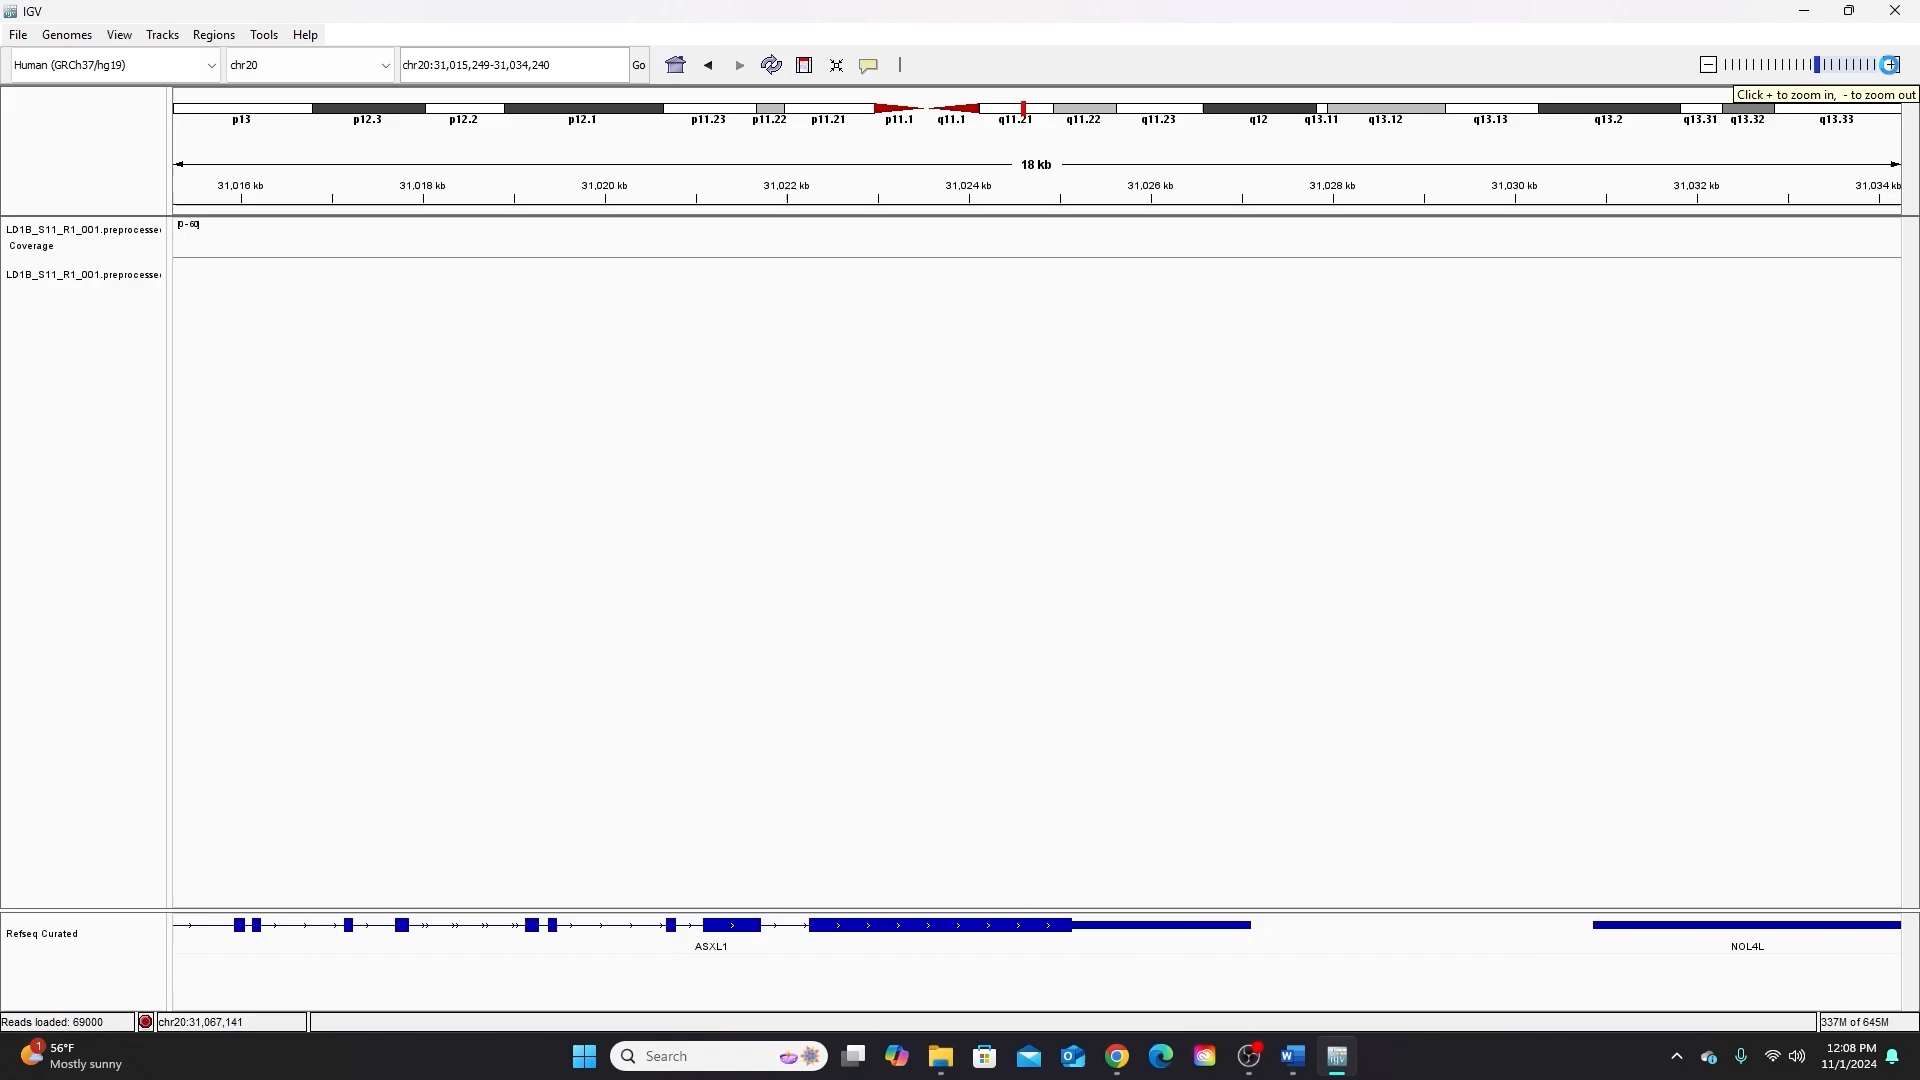 IGV
File Genomes View Tracks Regions Tools Help
Human (GRCh37/hg19) chr20 chr20:31,015,249-31,034,240 Go
Click + to zoom in, - to zoom out
p13 p12.3 p12.2 p12.1 p11.23 p11.22 p11.21 p11.1 q11.1 q11.21 q11.22 q11.23 q12 q13.11 q13.12 q13.13 q13.2 q13.31 q13.32 q13.33
18 kb
31,016 kb 31,018 kb 31,020 kb 31,022 kb 31,024 kb 31,026 kb 31,028 kb 31,030 kb 31,032 kb 31,034 kb
LD1B_S11_R1_001.preprocesse [0-60]
Coverage
LD1B_S11_R1_001.preprocesse
Refseq Curated
ASXL1 NOL4L
Reads loaded: 69000 chr20:31,067,141 337M of 645M
1 56°F
Mostly sunny
Search
12:08 PM
11/1/2024